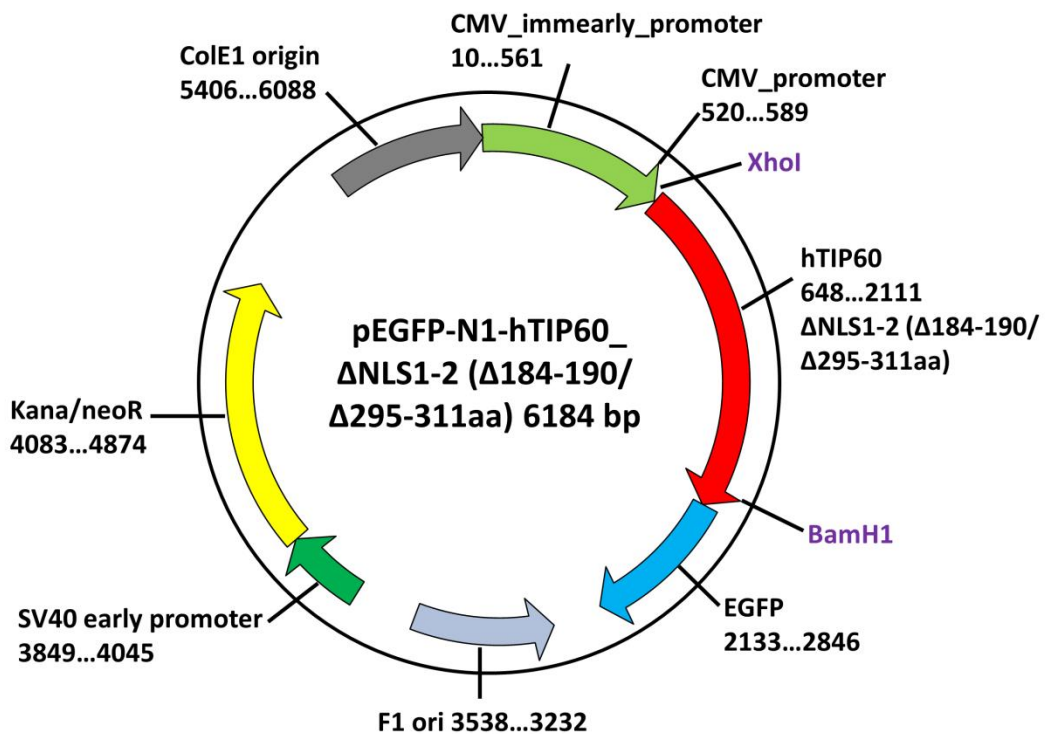 CMV_immearly_promoter
10...561
ColE1 origin
5406...6088
CMV_promoter
520...589
XhoI
hTIP60
648...2111
ΔNLS1-2 (Δ184-190/
Δ295-311aa)
pEGFP-N1-hTIP60_
ΔNLS1-2 (Δ184-190/
Δ295-311aa) 6184 bp
Kana/neoR
4083...4874
BamH1
EGFP
2133...2846
SV40 early promoter
3849...4045
F1 ori 3538...3232